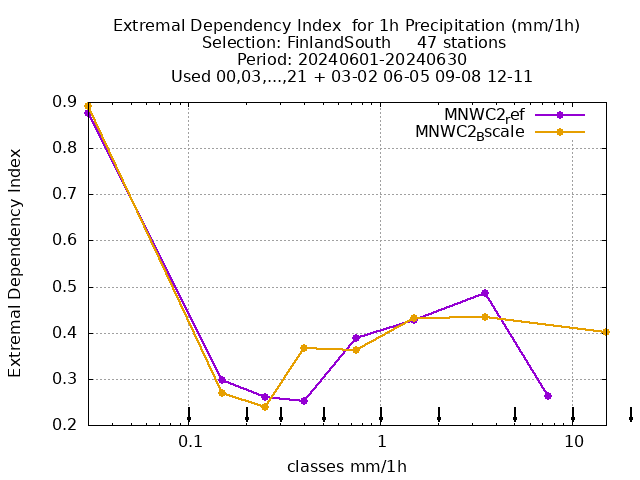 Extremal Dependency Index  for 1h Precipitation (mm/1h)
Selection: FinlandSouth     47 stations
Period: 20240601-20240630
Used 00,03,...,21 + 03-02 06-05 09-08 12-11
MNWC2_ref
MNWC2_Bscale
Extremal Dependency Index
0.9
0.8
0.7
0.6
0.5
0.4
0.3
0.2
0.1 1 10
classes mm/1h